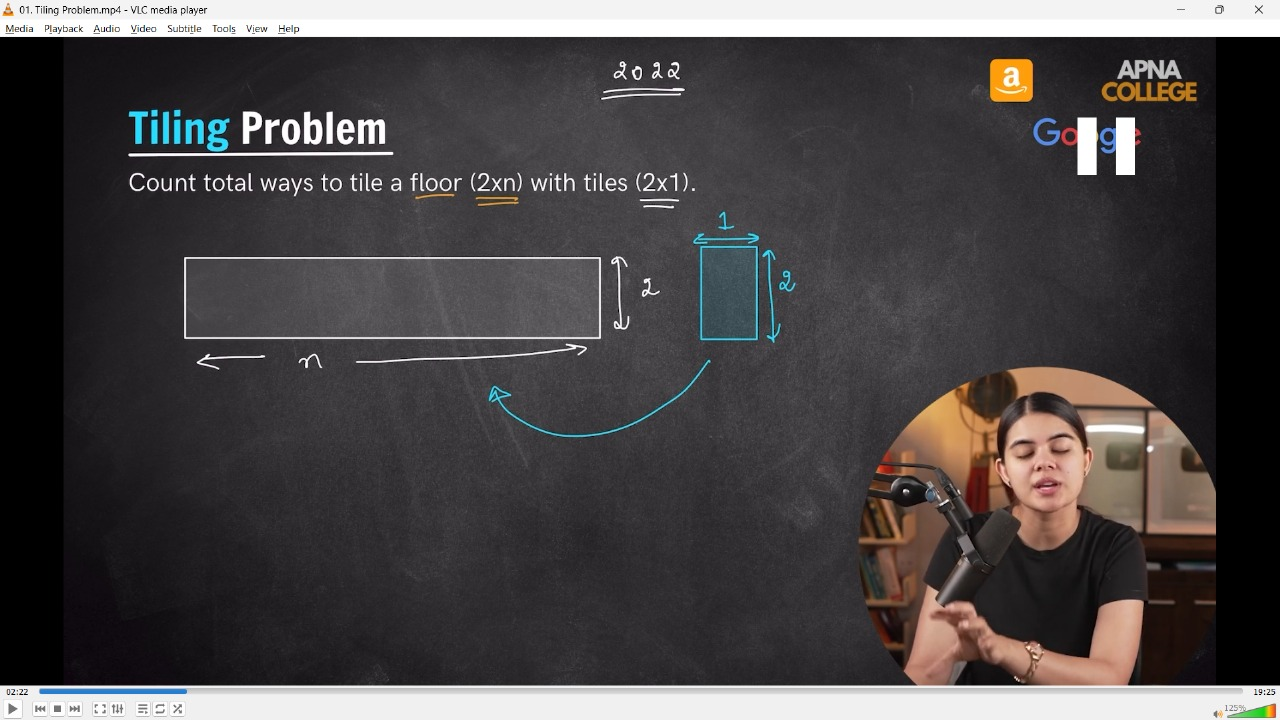 01. Tiling Problem.mp4 - VLC media player
Media Playback Audio Video Subtitle Tools View Help
2022
a
APNA
COLLEGE
Tiling Problem
Count total ways to tile a floor (2xn) with tiles (2x1).
1
2
2
n
02:22
19:25
125%